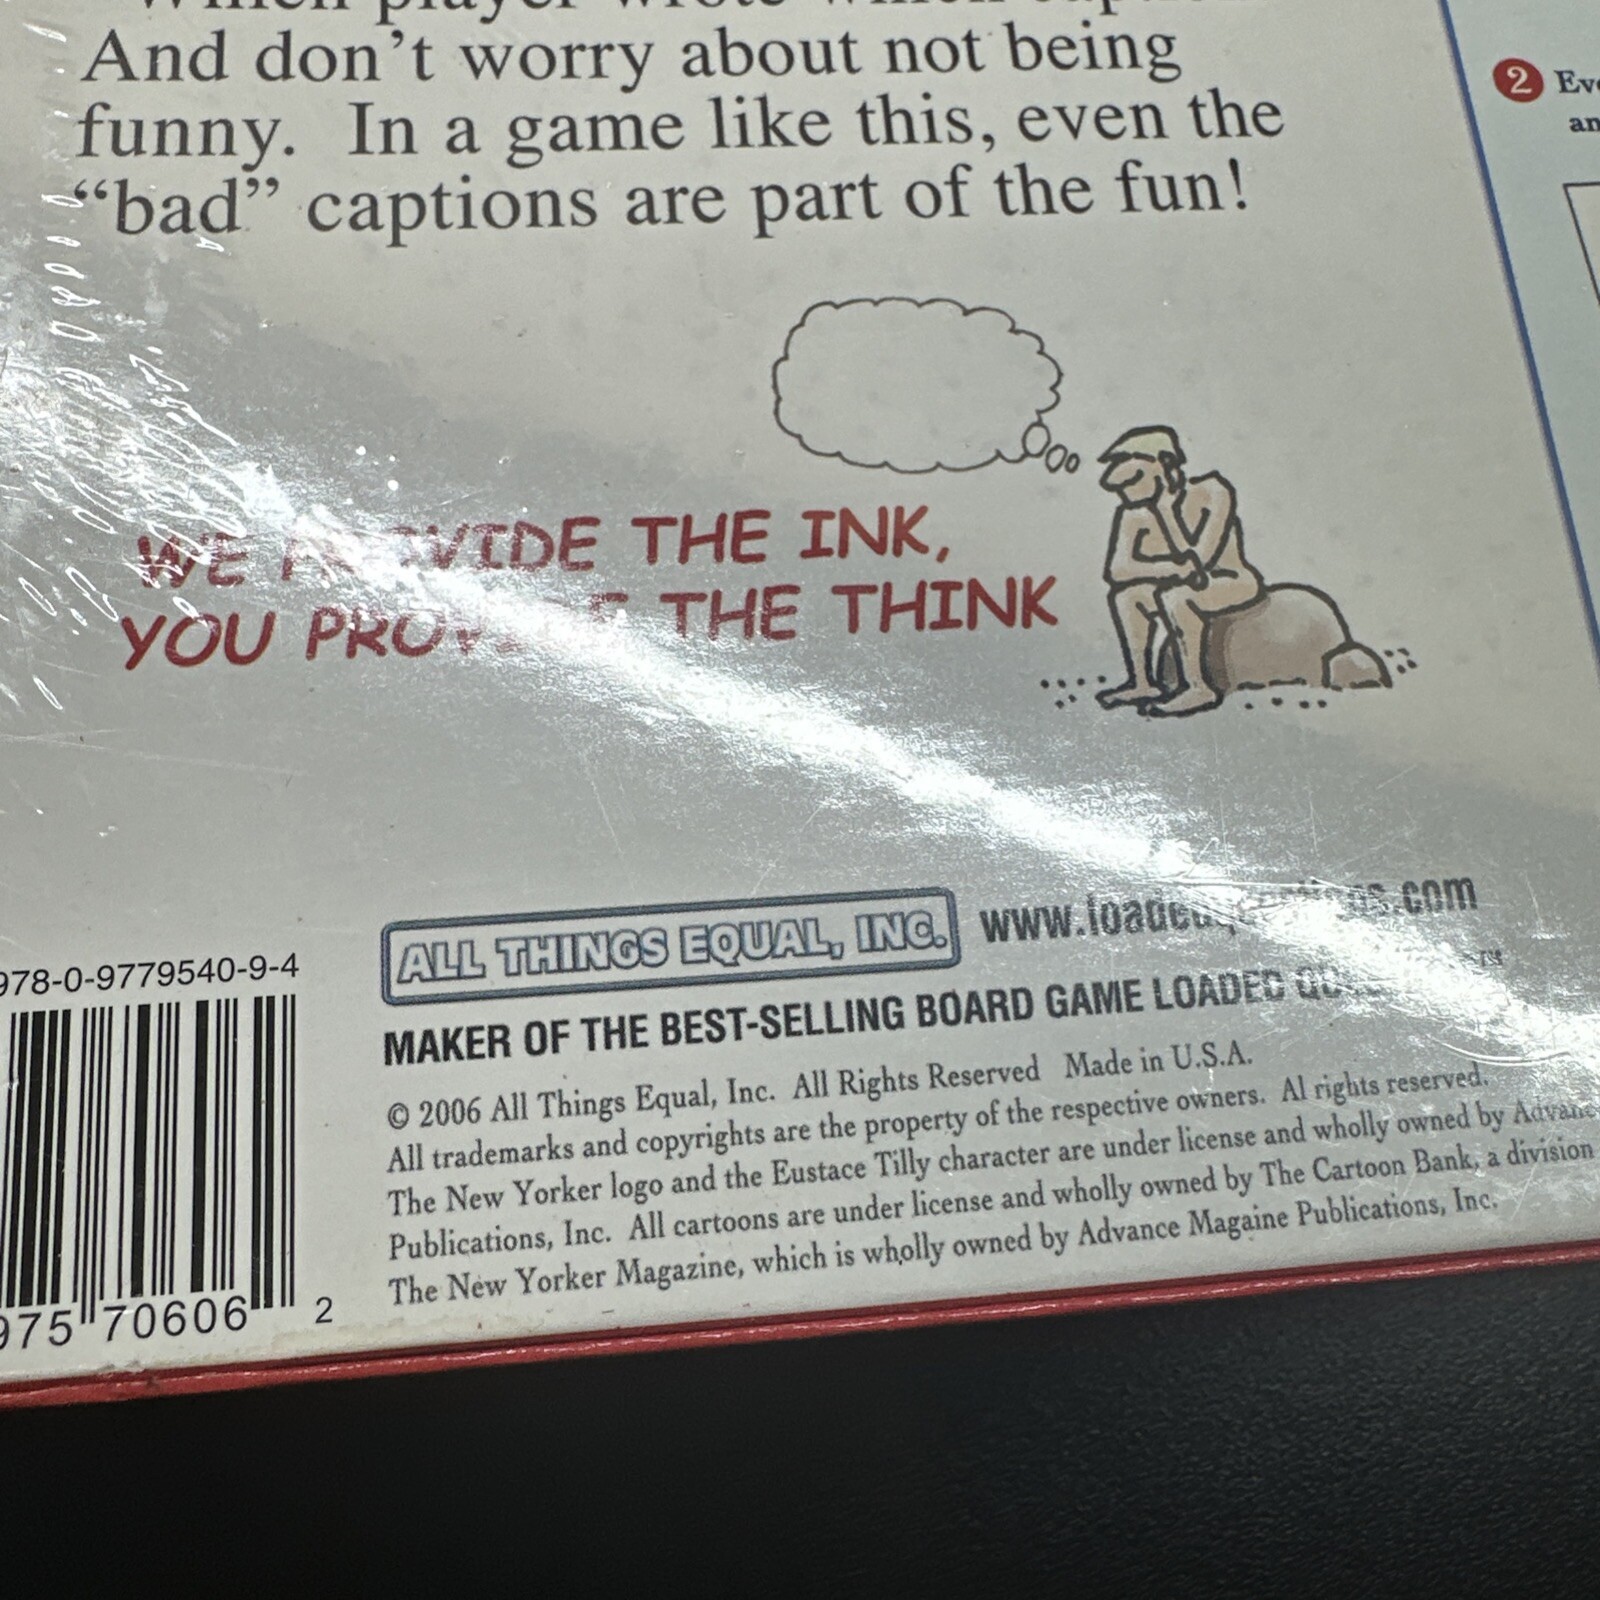 And don't worry about not being
funny. In a game like this, even the
“bad” captions are part of the fun!
2
WE PROVIDE THE INK,
YOU PROVIDE THE THINK
ALL THINGS EQUAL, INC.
978-0-9779540-9-4
MAKER OF THE BEST-SELLING BOARD GAME LOADED
© 2006 All Things Equal, Inc. All Rights Reserved Made in U.S.A.
All trademarks and copyrights are the property of the respective owners. Al rights reserved.
The New Yorker logo and the Eustace Tilly character are under license and wholly owned by
Publications, Inc. All cartoons are under license and wholly owned by The Cartoon Bank, a division
The New Yorker Magazine, which is wholly owned by Advance Magaine Publications, Inc.
975 70606 2